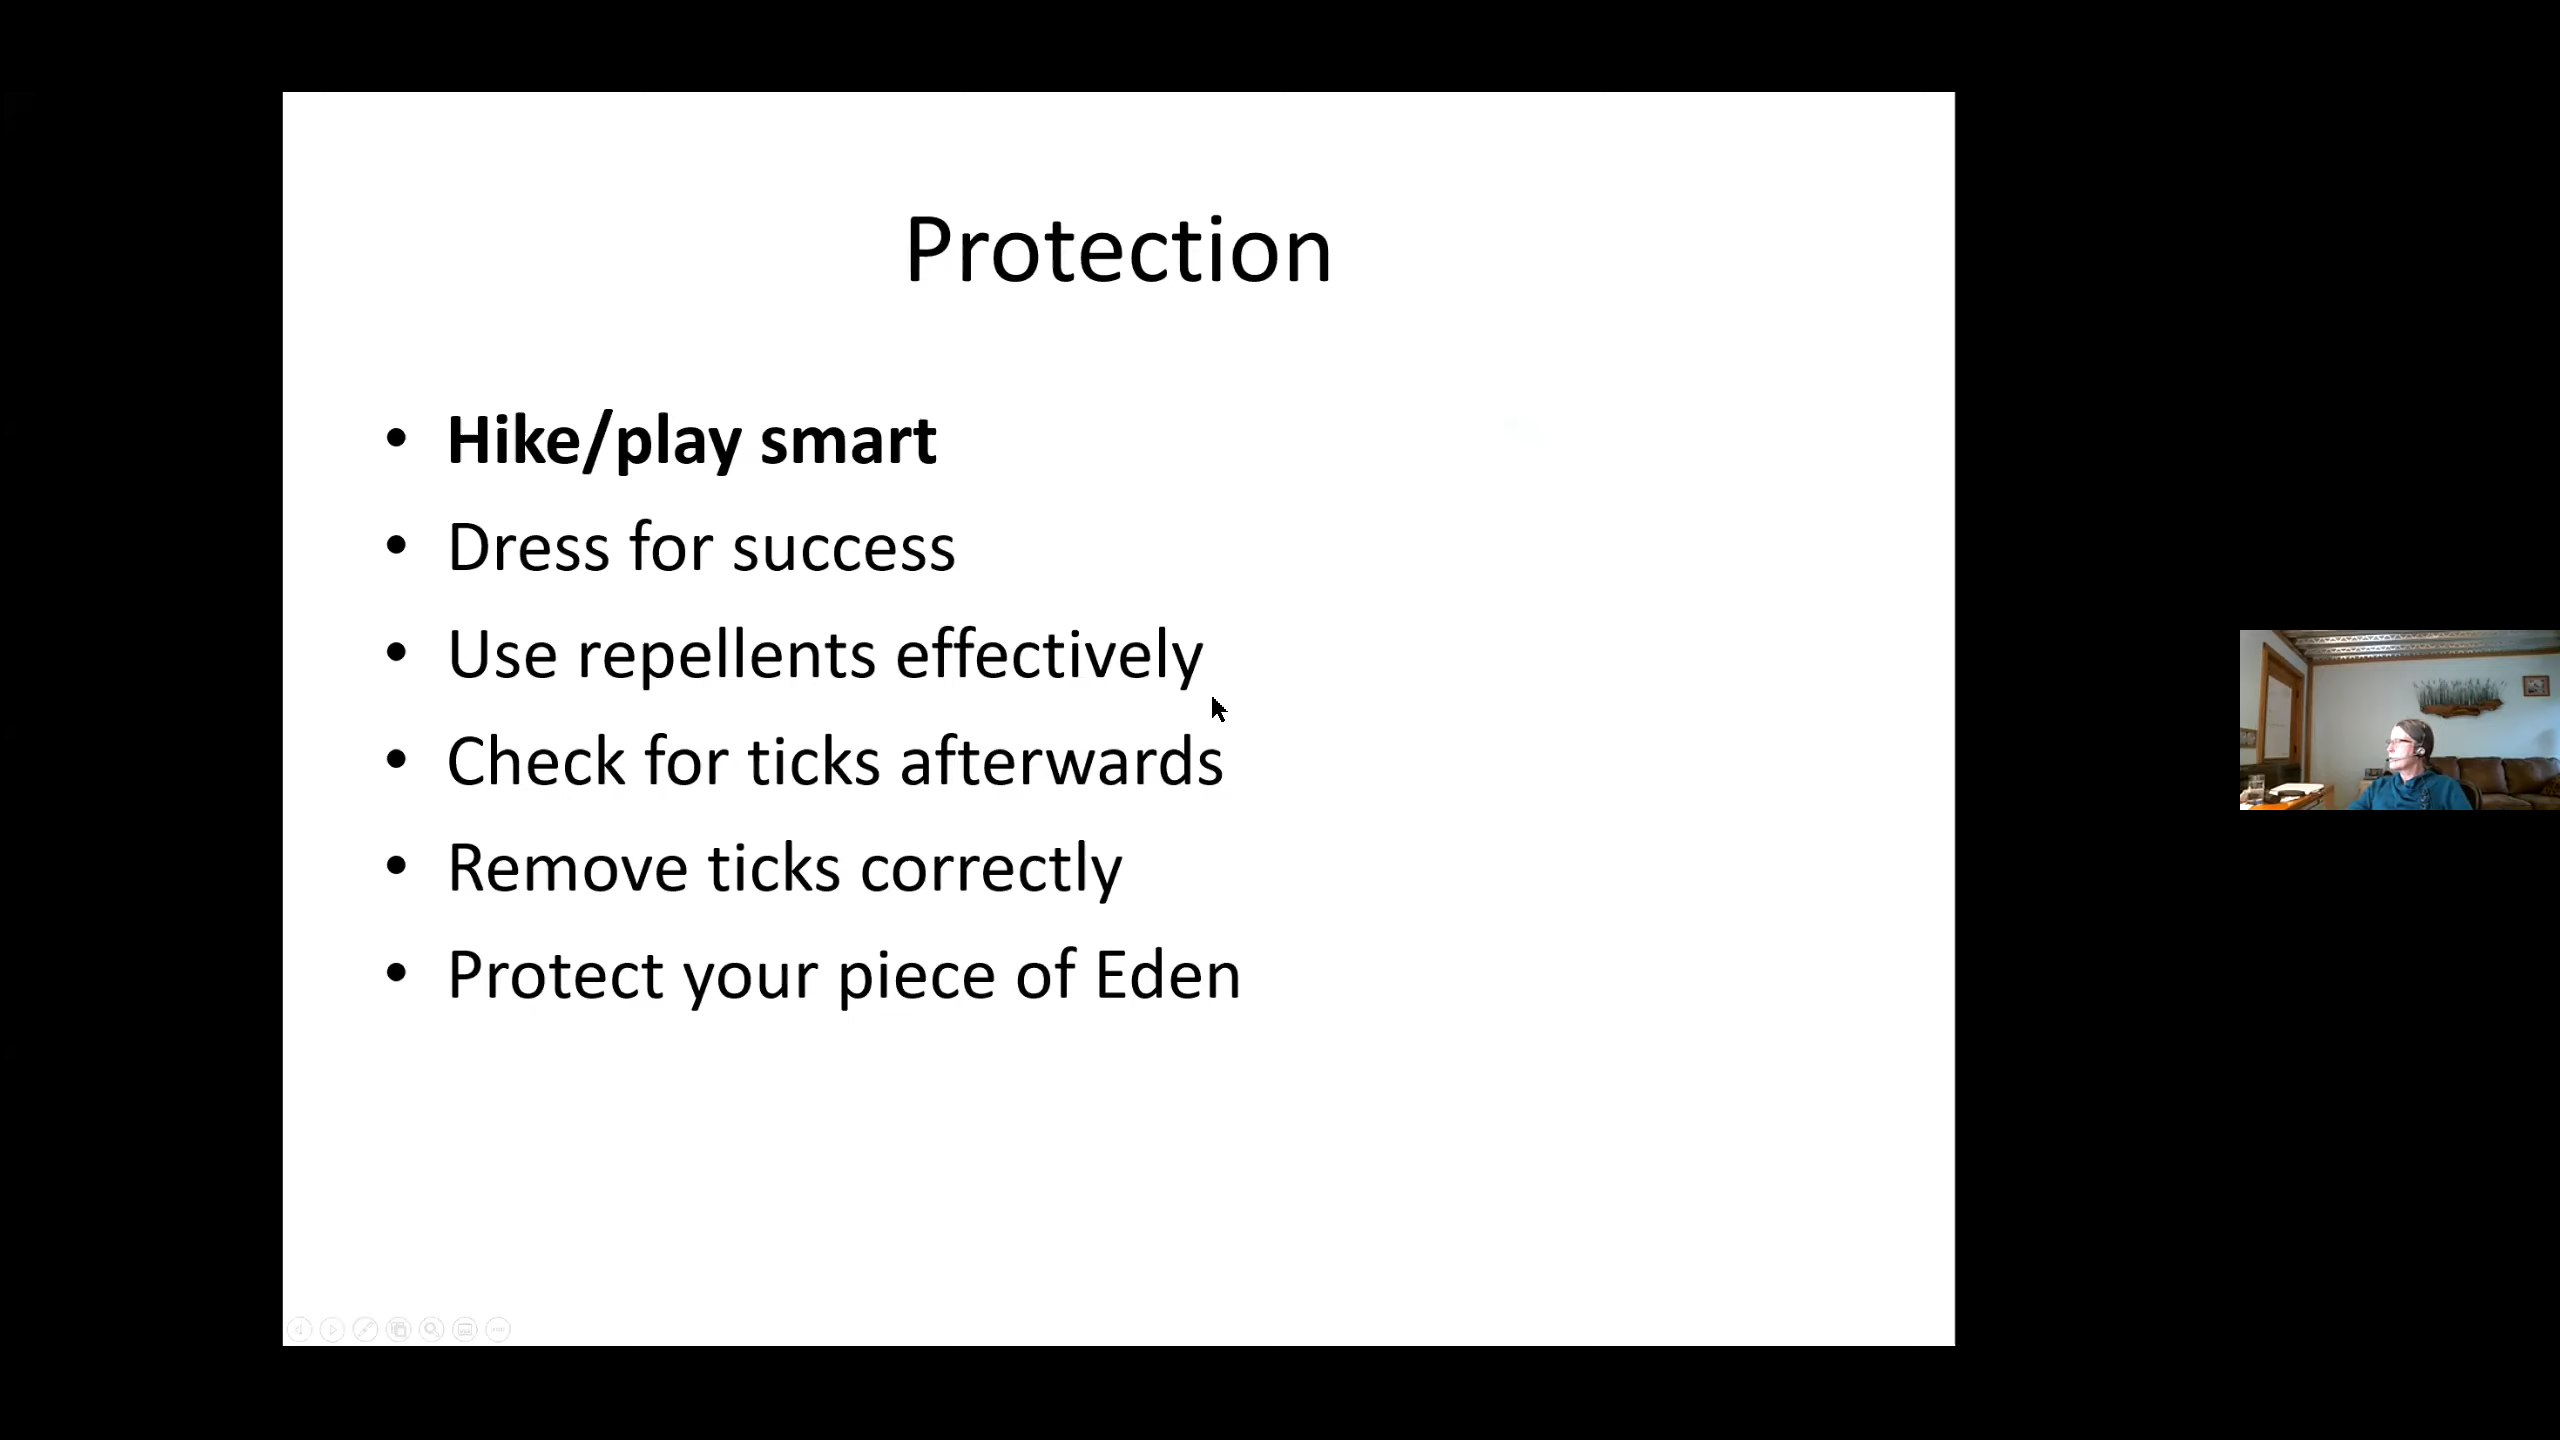 Protection
• Hike/play smart
• Dress for success
• Use repellents effectively
• Check for ticks afterwards
• Remove ticks correctly
• Protect your piece of Eden